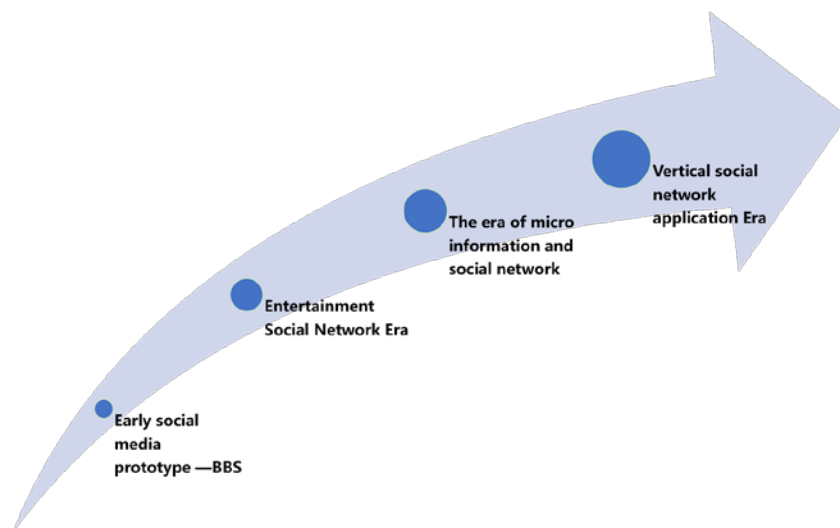 Vertical social
network
application Era
The era of micro
information and
social network
Entertainment
Social Network Era
Early social
media
prototype —BBS